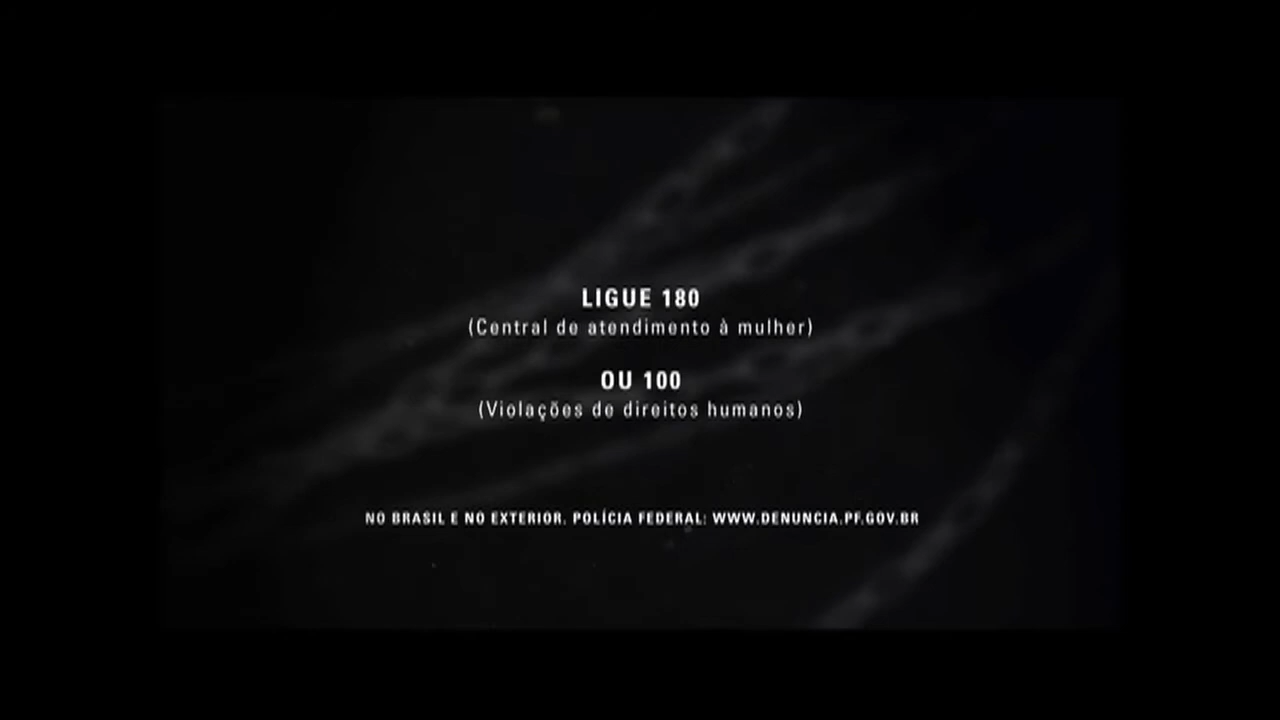 LIGUE 180
(Central de atendimento à mulher)
OU 100
(Violações de direitos humanos)
NO BRASIL E NO EXTERIOR. POLÍCIA FEDERAL: WWW.DENUNCIA.PF.GOV.BR